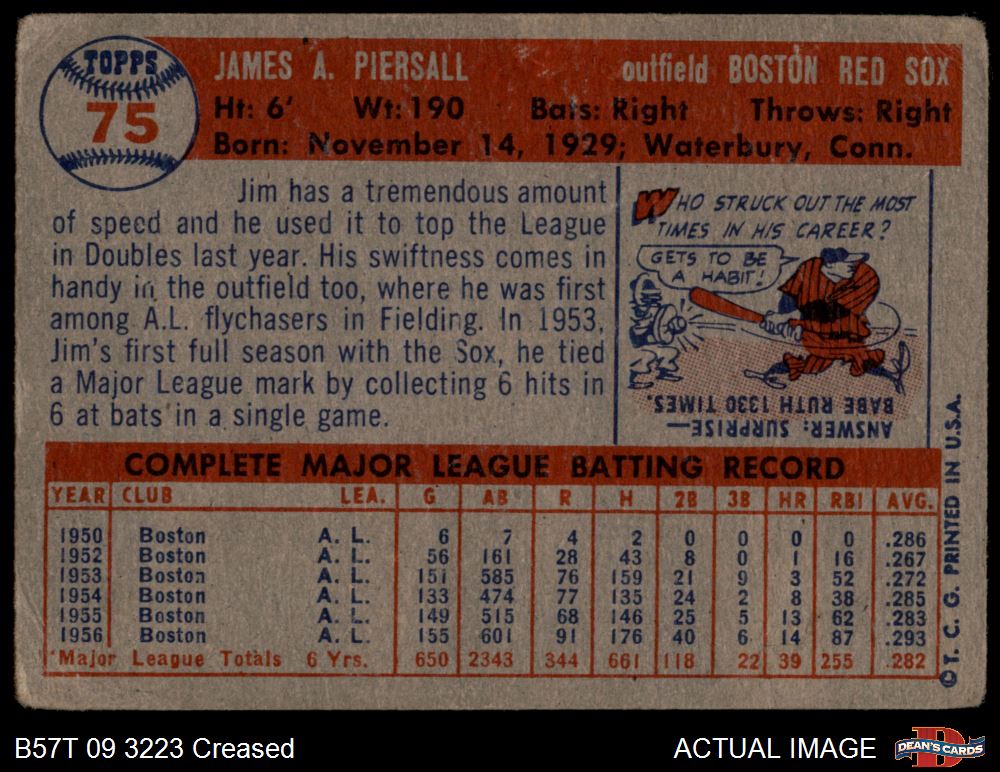 TOPPS
75
JAMES A. PIERSALL outfield BOSTON RED SOX
Ht: 6' Wt: 190 Bats: Right Throws: Right
Born: November 14, 1929; Waterbury, Conn.
Jim has a tremendous amount
of speed and he used it to top the League
in Doubles last year. His swiftness comes in
handy in the outfield too, where he was first
among A.L. flychasers in Fielding. In 1953,
Jim's first full season with the Sox, he tied
a Major League mark by collecting 6 hits in
6 at bats in a single game.
WHO STRUCK OUT THE MOST
TIMES IN HIS CAREER?
GETS TO BE
A HABIT!
ANSWER: SURPRISE—
BABE RUTH 1330 TIMES.
COMPLETE MAJOR LEAGUE BATTING RECORD
YEAR CLUB LEA. G AB R H 2B 3B HR RBI AVG.
1950 Boston A. L. 6 7 4 2 0 0 0 0 .286
1952 Boston A. L. 56 161 28 43 8 0 1 16 .267
1953 Boston A. L. 151 585 76 159 21 9 3 52 .272
1954 Boston A. L. 133 474 77 135 24 2 8 38 .285
1955 Boston A. L. 149 515 68 146 25 5 13 62 .283
1956 Boston A. L. 155 601 91 176 40 6 14 87 .293
Major League Totals 6 Yrs. 650 2343 344 661 118 22 39 255 .282
©T. C. G. PRINTED IN U.S.A.
B57T 09 3223 Creased
ACTUAL IMAGE
DEAN'S CARDS